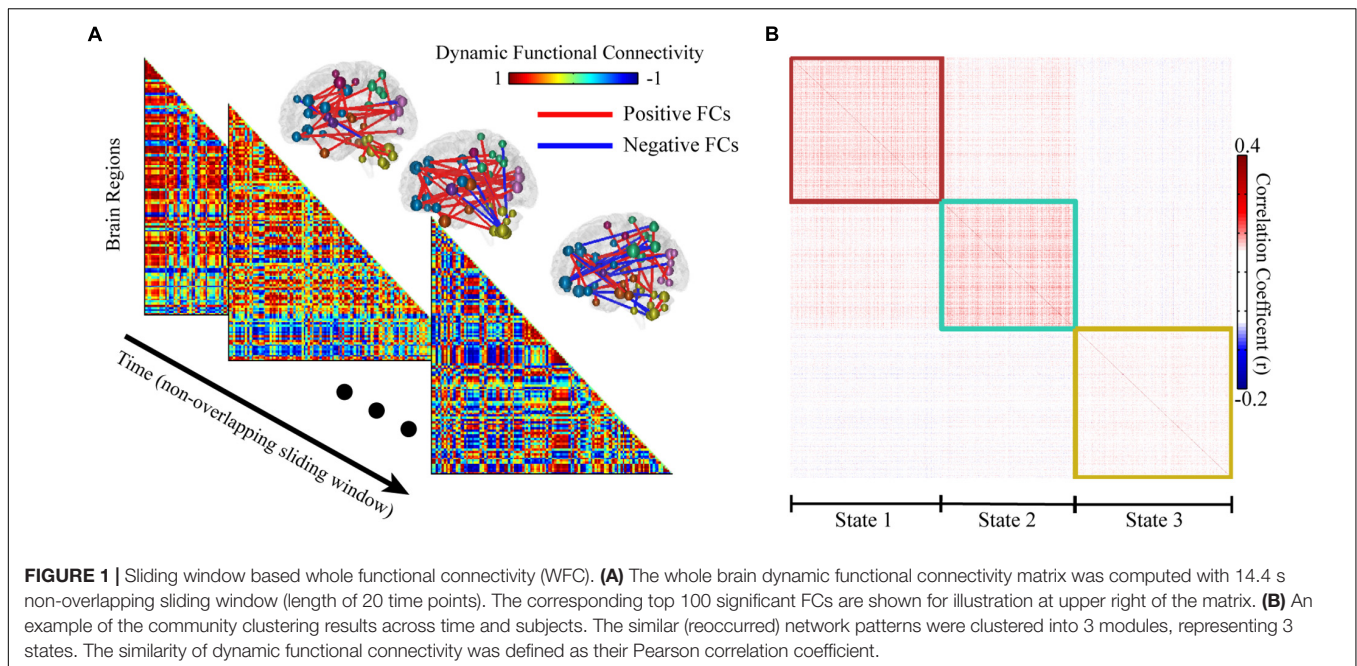 A
Dynamic Functional Connectivity
1
-1
Positive FCs
Negative FCs
Brain Regions
Time (non-overlapping sliding window)
B
0.4
Correlation Coefficent (r)
-0.2
State 1
State 2
State 3
FIGURE 1 | Sliding window based whole functional connectivity (WFC). (A) The whole brain dynamic functional connectivity matrix was computed with 14.4 s
non-overlapping sliding window (length of 20 time points). The corresponding top 100 significant FCs are shown for illustration at upper right of the matrix. (B) An
example of the community clustering results across time and subjects. The similar (reoccurred) network patterns were clustered into 3 modules, representing 3
states. The similarity of dynamic functional connectivity was defined as their Pearson correlation coefficient.